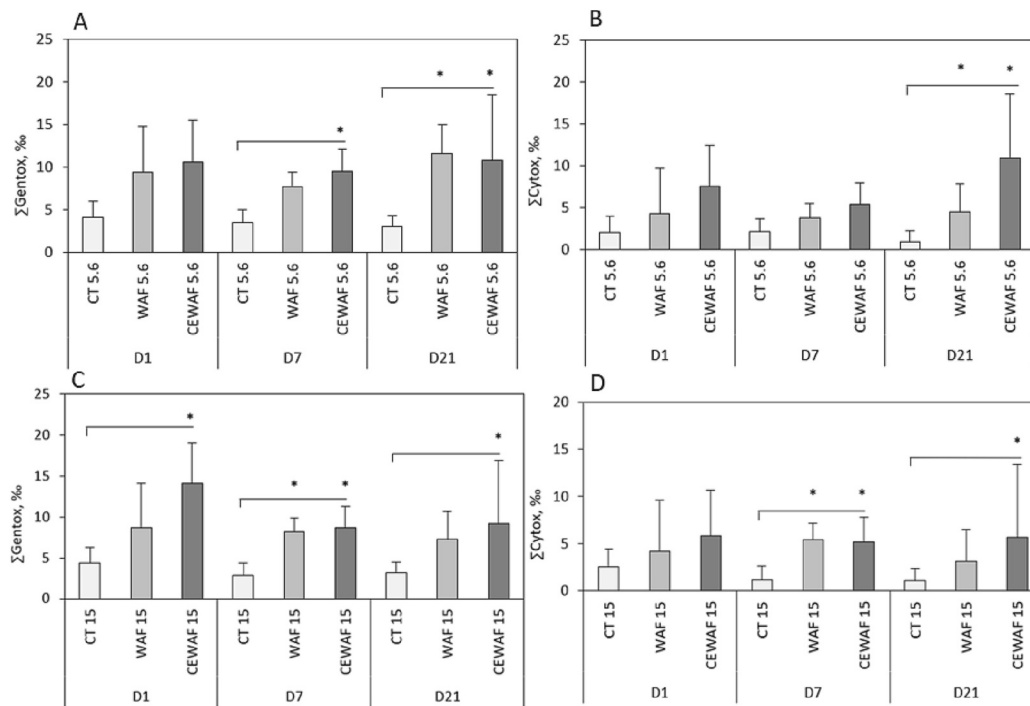 A
25
20
15
10
5
0
∑Gentox, ‰
* * *
CT 5.6 WAF 5.6 CEWAF 5.6 CT 5.6 WAF 5.6 CEWAF 5.6 CT 5.6 WAF 5.6 CEWAF 5.6
D1 D7 D21
B
25
20
15
10
5
0
∑Cytox, ‰
* *
CT 5.6 WAF 5.6 CEWAF 5.6 CT 5.6 WAF 5.6 CEWAF 5.6 CT 5.6 WAF 5.6 CEWAF 5.6
D1 D7 D21
C
25
20
15
10
5
0
∑Gentox, ‰
* * * *
CT 15 WAF 15 CEWAF 15 CT 15 WAF 15 CEWAF 15 CT 15 WAF 15 CEWAF 15
D1 D7 D21
D
20
15
10
5
0
∑Cytox, ‰
* * *
CT 15 WAF 15 CEWAF 15 CT 15 WAF 15 CEWAF 15 CT 15 WAF 15 CEWAF 15
D1 D7 D21